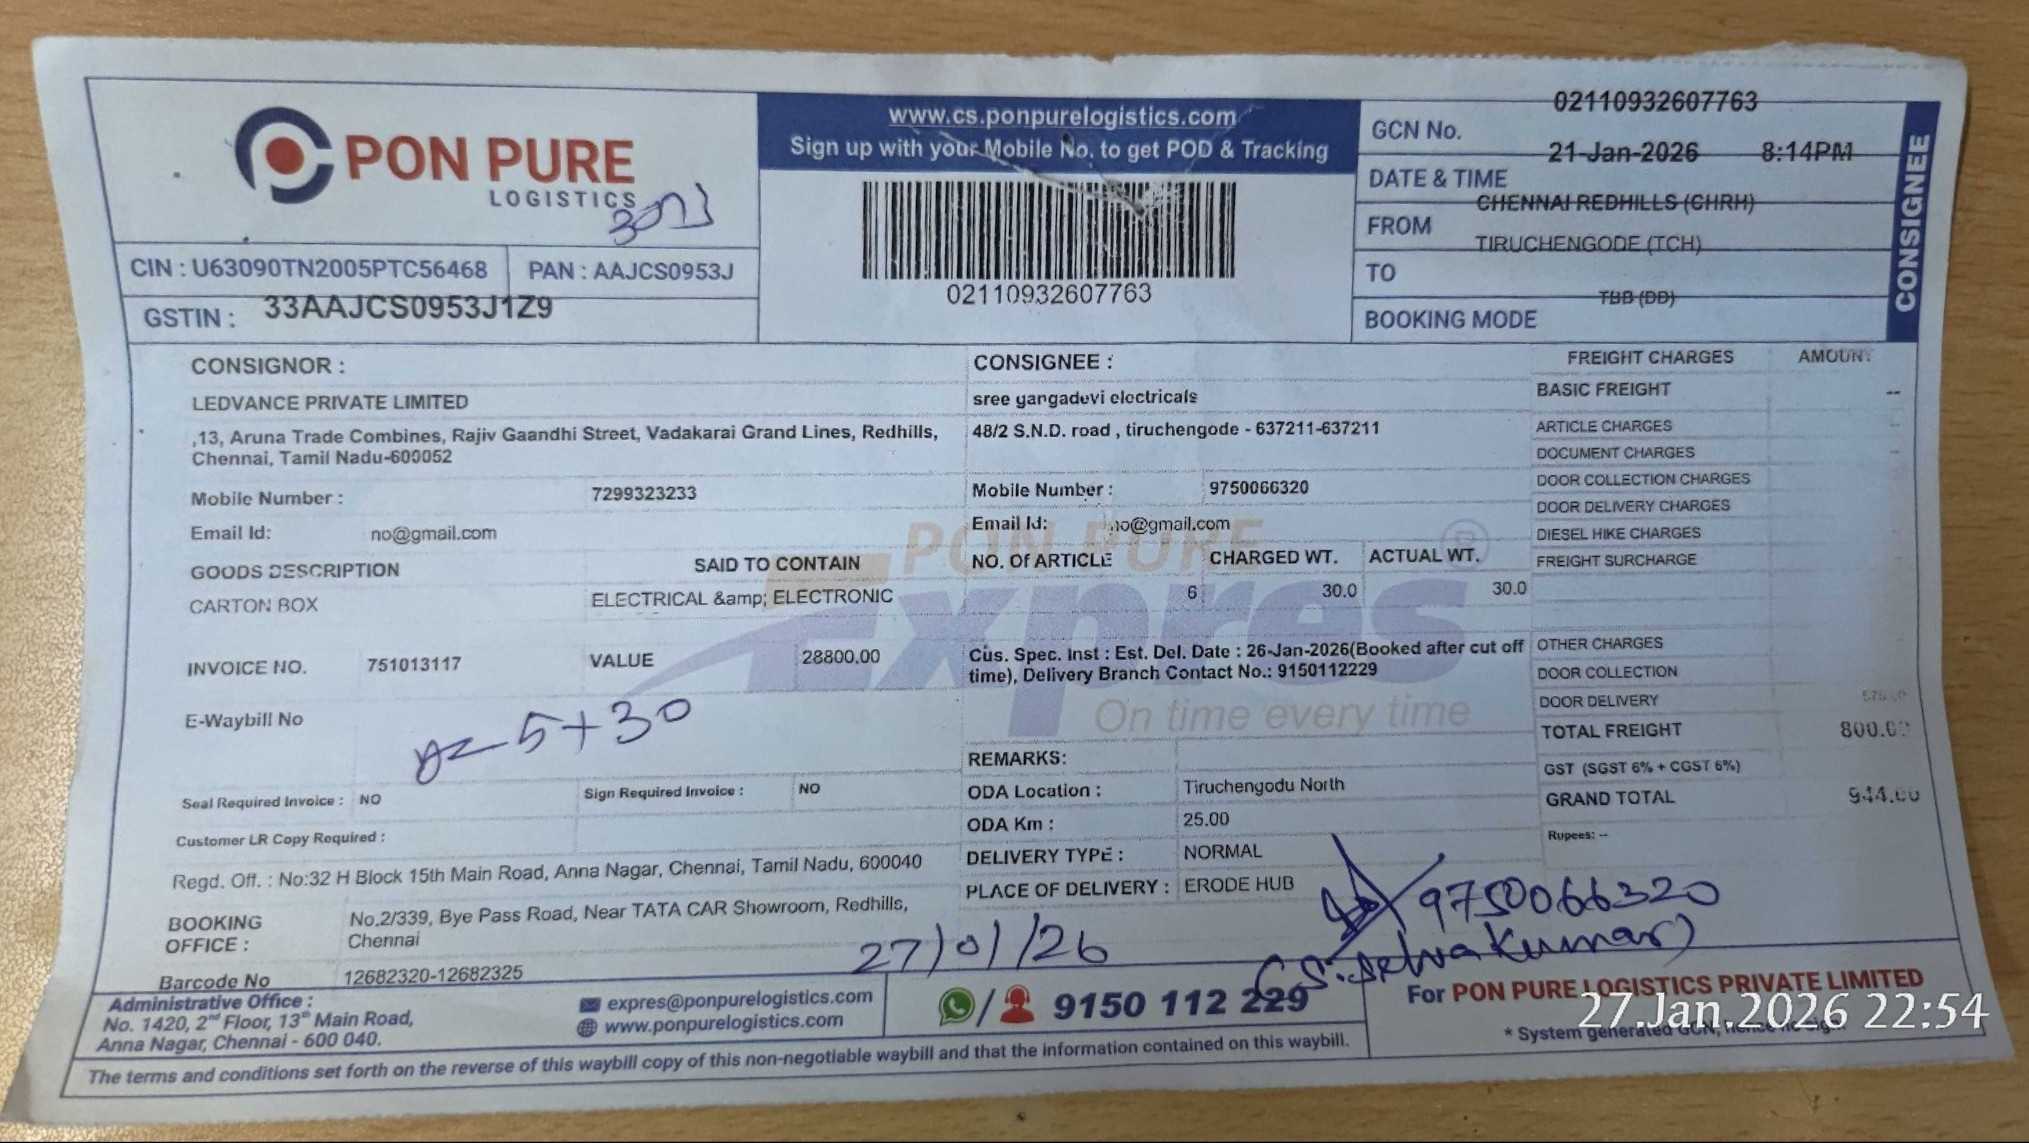 PON PURE
LOGISTICS
www.cs.ponpurelogistics.com
Sign up with your Mobile No. to get POD & Tracking
02110932607763
GCN No. 02110932607763
DATE & TIME 21-Jan-2026 8:14PM
FROM CHENNAI REDHILLS (CHRH)
TO TIRUCHENGODE (TCH)
BOOKING MODE TBB (DD)
CONSIGNEE
CIN : U63090TN2005PTC56468 PAN : AAJCS0953J
GSTIN : 33AAJCS0953J1Z9
CONSIGNOR :
LEDVANCE PRIVATE LIMITED
,13, Aruna Trade Combines, Rajiv Gaandhi Street, Vadakarai Grand Lines, Redhills,
Chennai, Tamil Nadu-600052
Mobile Number : 7299323233
Email Id: no@gmail.com
CONSIGNEE :
sree yangadevi electricals
48/2 S.N.D. road , tiruchengode - 637211-637211
Mobile Number : 9750066320
Email Id: no@gmail.com
GOODS DESCRIPTION SAID TO CONTAIN NO. Of ARTICLE CHARGED WT. ACTUAL WT.
CARTON BOX ELECTRICAL &amp; ELECTRONIC 6 30.0 30.0
INVOICE NO. 751013117 VALUE 28800.00
Cus. Spec. Inst : Est. Del. Date : 26-Jan-2026(Booked after cut off
time), Delivery Branch Contact No.: 9150112229
PON PURE
Expres
On time every time
E-Waybill No
5+30
Seal Required Invoice : NO Sign Required Invoice : NO
Customer LR Copy Required :
Regd. Off. : No:32 H Block 15th Main Road, Anna Nagar, Chennai, Tamil Nadu, 600040
BOOKING OFFICE : No.2/339, Bye Pass Road, Near TATA CAR Showroom, Redhills,
Chennai
Barcode No 12682320-12682325
REMARKS:
ODA Location : Tiruchengodu North
ODA Km : 25.00
DELIVERY TYPE : NORMAL
PLACE OF DELIVERY : ERODE HUB
FREIGHT CHARGES AMOUNT
BASIC FREIGHT --
ARTICLE CHARGES
DOCUMENT CHARGES
DOOR COLLECTION CHARGES
DOOR DELIVERY CHARGES
DIESEL HIKE CHARGES
FREIGHT SURCHARGE
OTHER CHARGES
DOOR COLLECTION
DOOR DELIVERY
TOTAL FREIGHT 800.00
GST (SGST 6% + CGST 6%)
GRAND TOTAL 944.00
Rupees: --
27/01/26
9750066320
(S. Selvakumar)
Administrative Office :
No. 1420, 2nd Floor, 13th Main Road,
Anna Nagar, Chennai - 600 040.
expres@ponpurelogistics.com
www.ponpurelogistics.com
/ 9150 112 229
For PON PURE LOGISTICS PRIVATE LIMITED
* System generated GCN, hence no sign.
The terms and conditions set forth on the reverse of this waybill copy of this non-negotiable waybill and that the information contained on this waybill.
27.Jan.2026 22:54